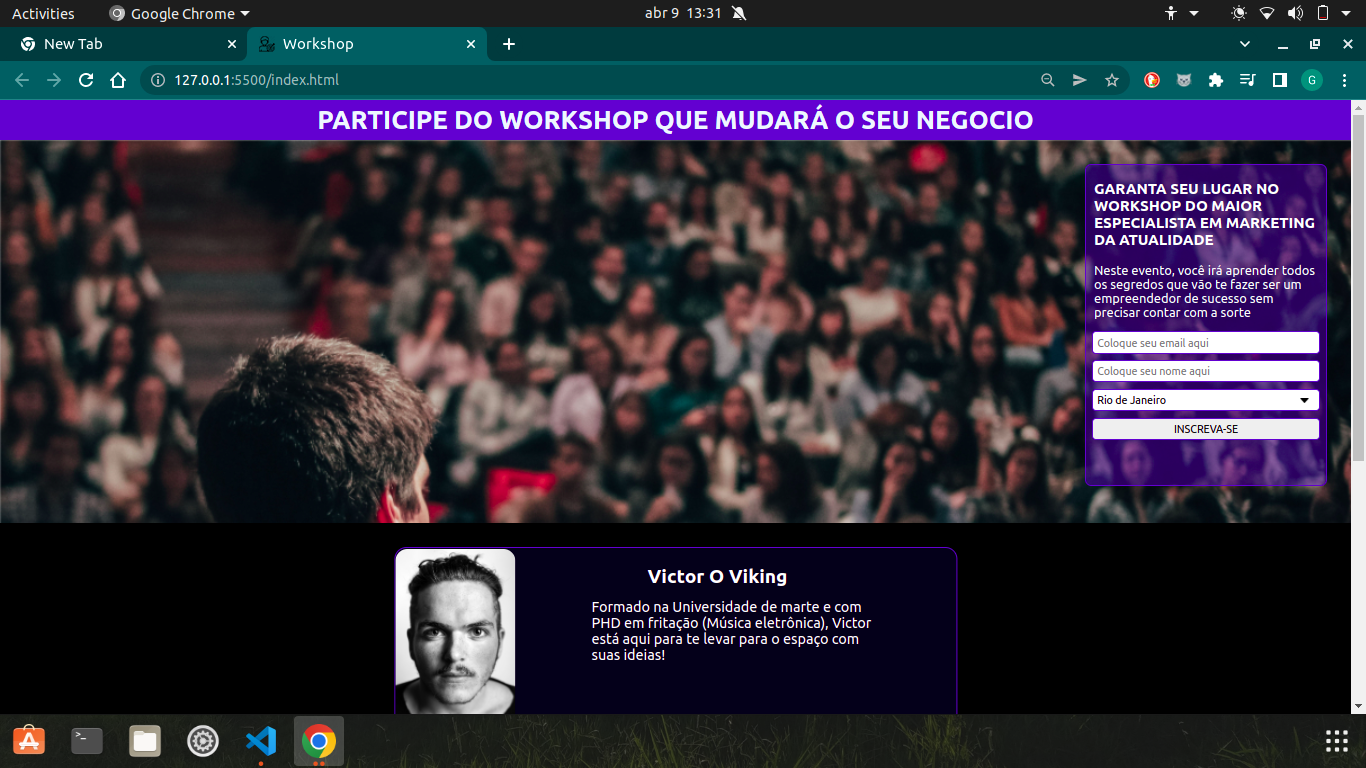 Activities
Google Chrome
abr 9 13:31
New Tab
Workshop
127.0.0.1:5500/index.html
G
PARTICIPE DO WORKSHOP QUE MUDARÁ O SEU NEGOCIO
GARANTA SEU LUGAR NO
WORKSHOP DO MAIOR
ESPECIALISTA EM MARKETING
DA ATUALIDADE
Neste evento, você irá aprender todos
os segredos que vão te fazer ser um
empreendedor de sucesso sem
precisar contar com a sorte
Coloque seu email aqui
Coloque seu nome aqui
Rio de Janeiro
INSCREVA-SE
Victor O Viking
Formado na Universidade de marte e com
PHD em fritação (Música eletrônica), Victor
está aqui para te levar para o espaço com
suas ideias!